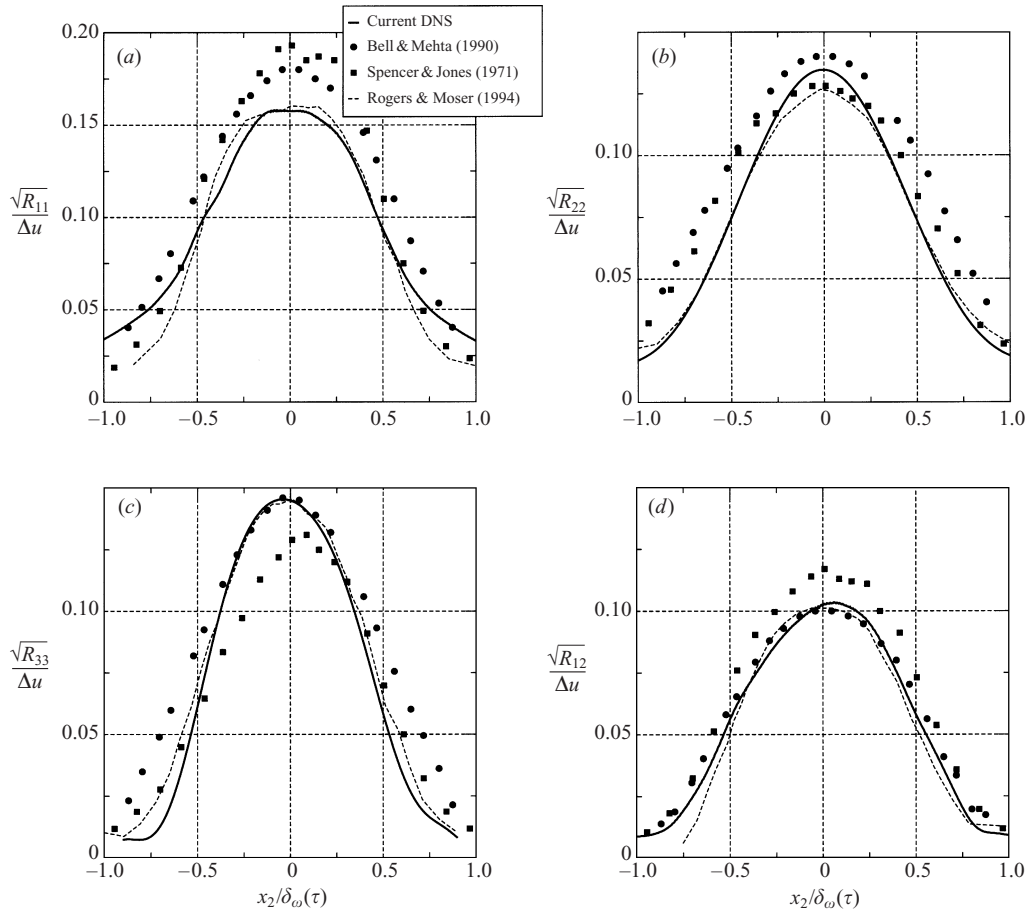 Current DNS
Bell & Mehta (1990)
Spencer & Jones (1971)
Rogers & Moser (1994)
(a)
0.20
0.15
0.10
0.05
0
√R11
Δu
−1.0 −0.5 0 0.5 1.0
(b)
0.10
0.05
0
√R22
Δu
−1.0 −0.5 0 0.5 1.0
(c)
0.10
0.05
0
√R33
Δu
−1.0 −0.5 0 0.5 1.0
x2/δω(τ)
(d)
0.10
0.05
0
√R12
Δu
−1.0 −0.5 0 0.5 1.0
x2/δω(τ)